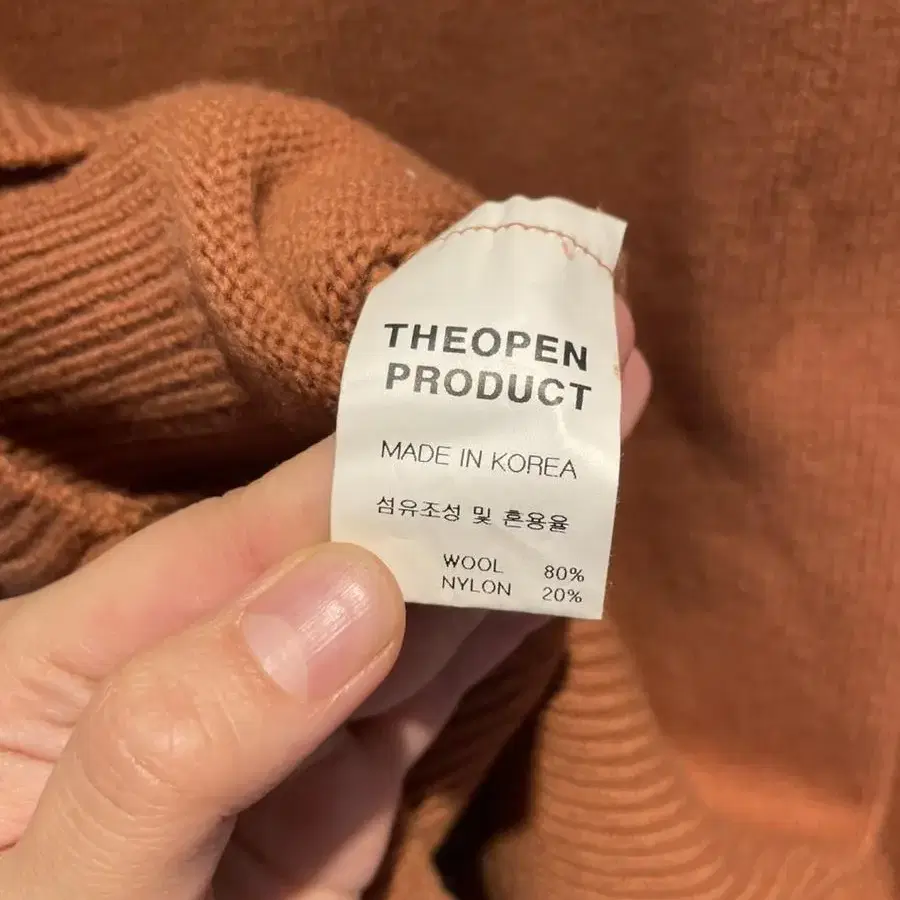 THEOPEN
PRODUCT
MADE IN KOREA
섬유조성 및 혼용율
WOOL 80%
NYLON 20%